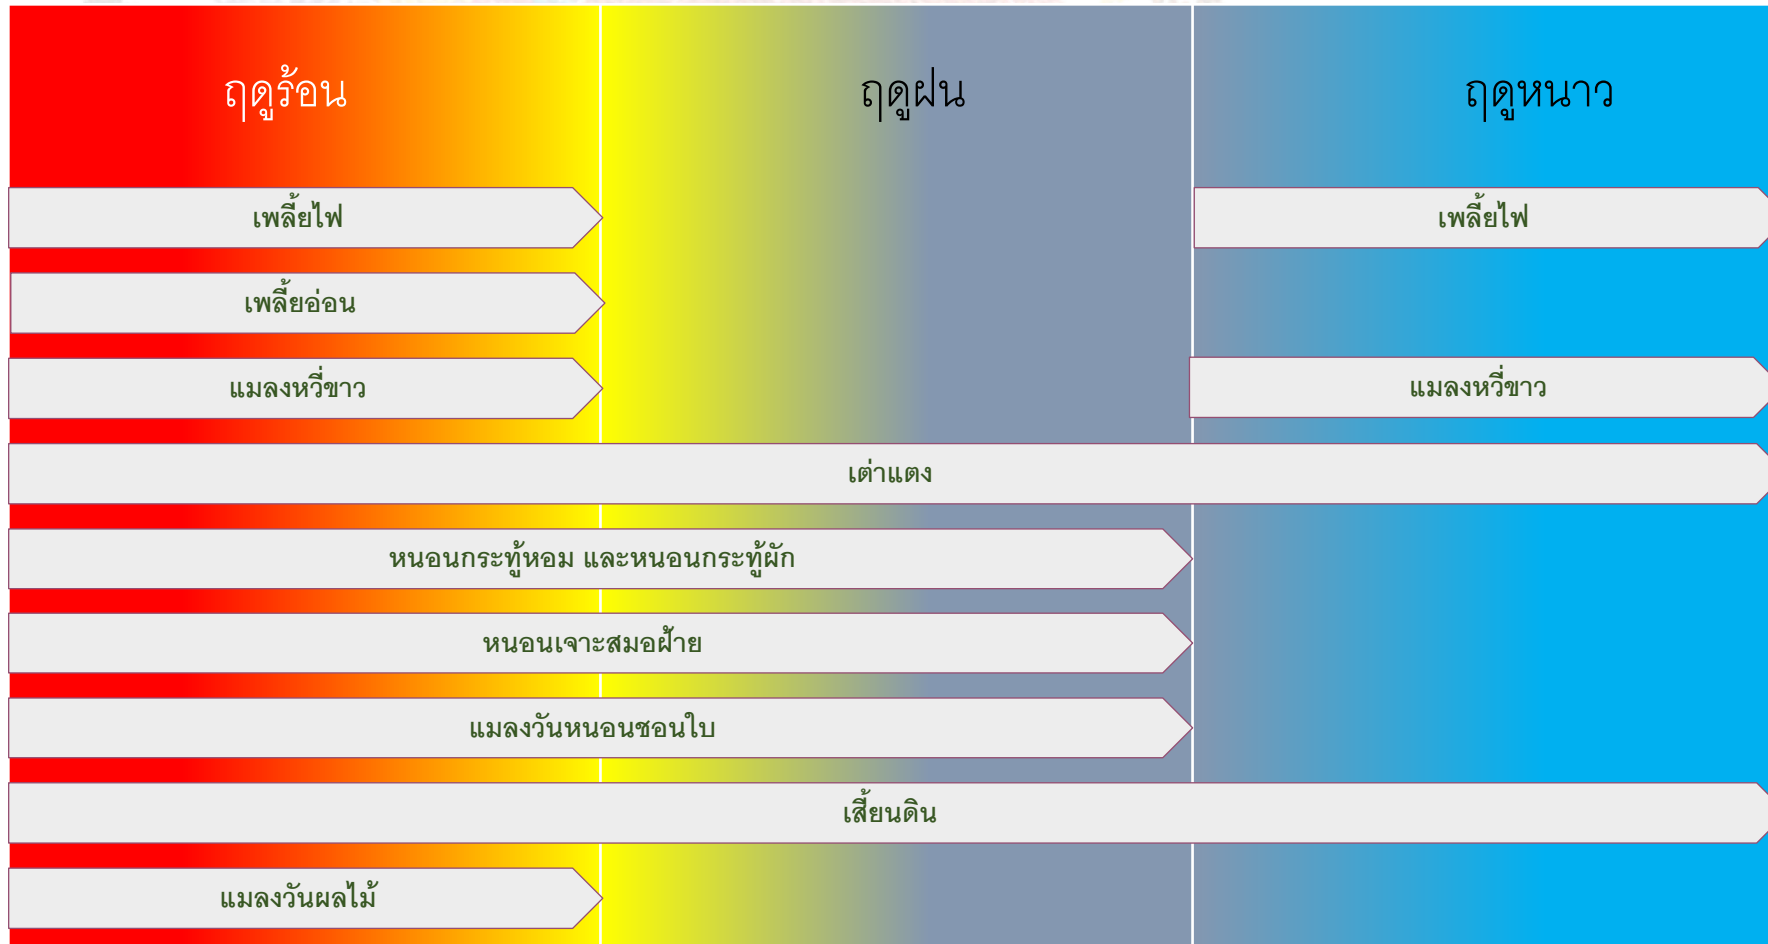 ฤดูร้อน
ฤดูฝน
ฤดูหนาว
เพลี้ยไฟ
เพลี้ยไฟ
เพลี้ยอ่อน
แมลงหวี่ขาว
แมลงหวี่ขาว
เต่าแตง
หนอนกระทู้หอม และหนอนกระทู้ผัก
หนอนเจาะสมอฝ้าย
แมลงวันหนอนชอนใบ
เสี้ยนดิน
แมลงวันผลไม้